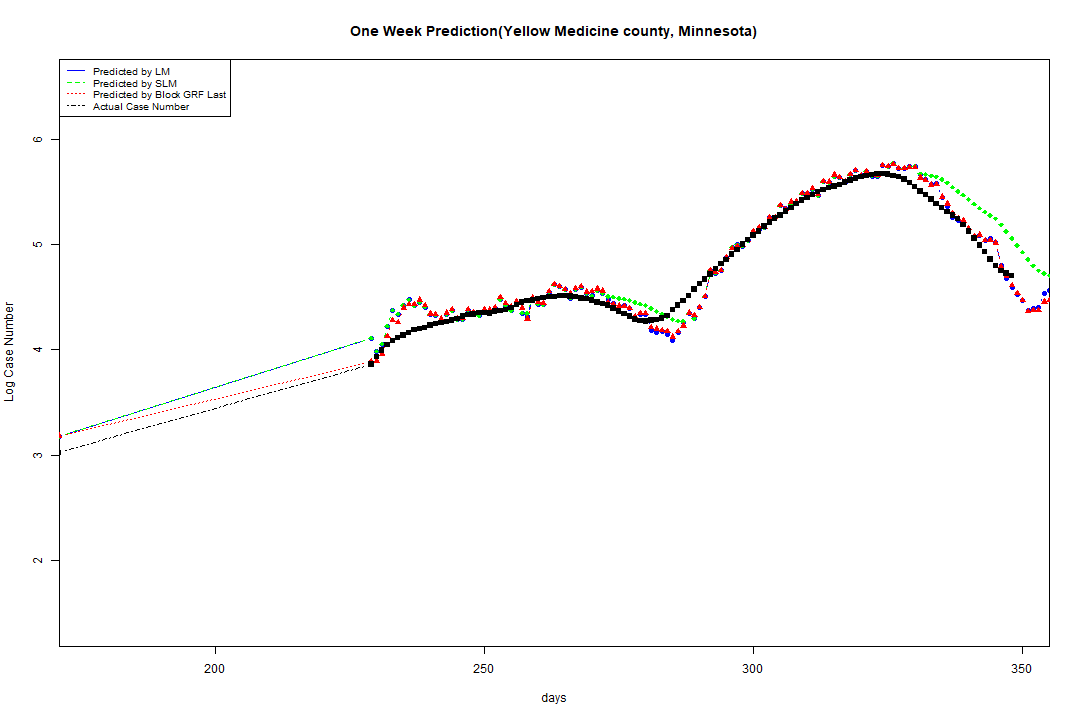 One Week Prediction(Yellow Medicine county, Minnesota)
Predicted by LM
Predicted by SLM
Predicted by Block GRF Last
Actual Case Number
6
5
4
3
2
Log Case Number
200 250 300 350
days